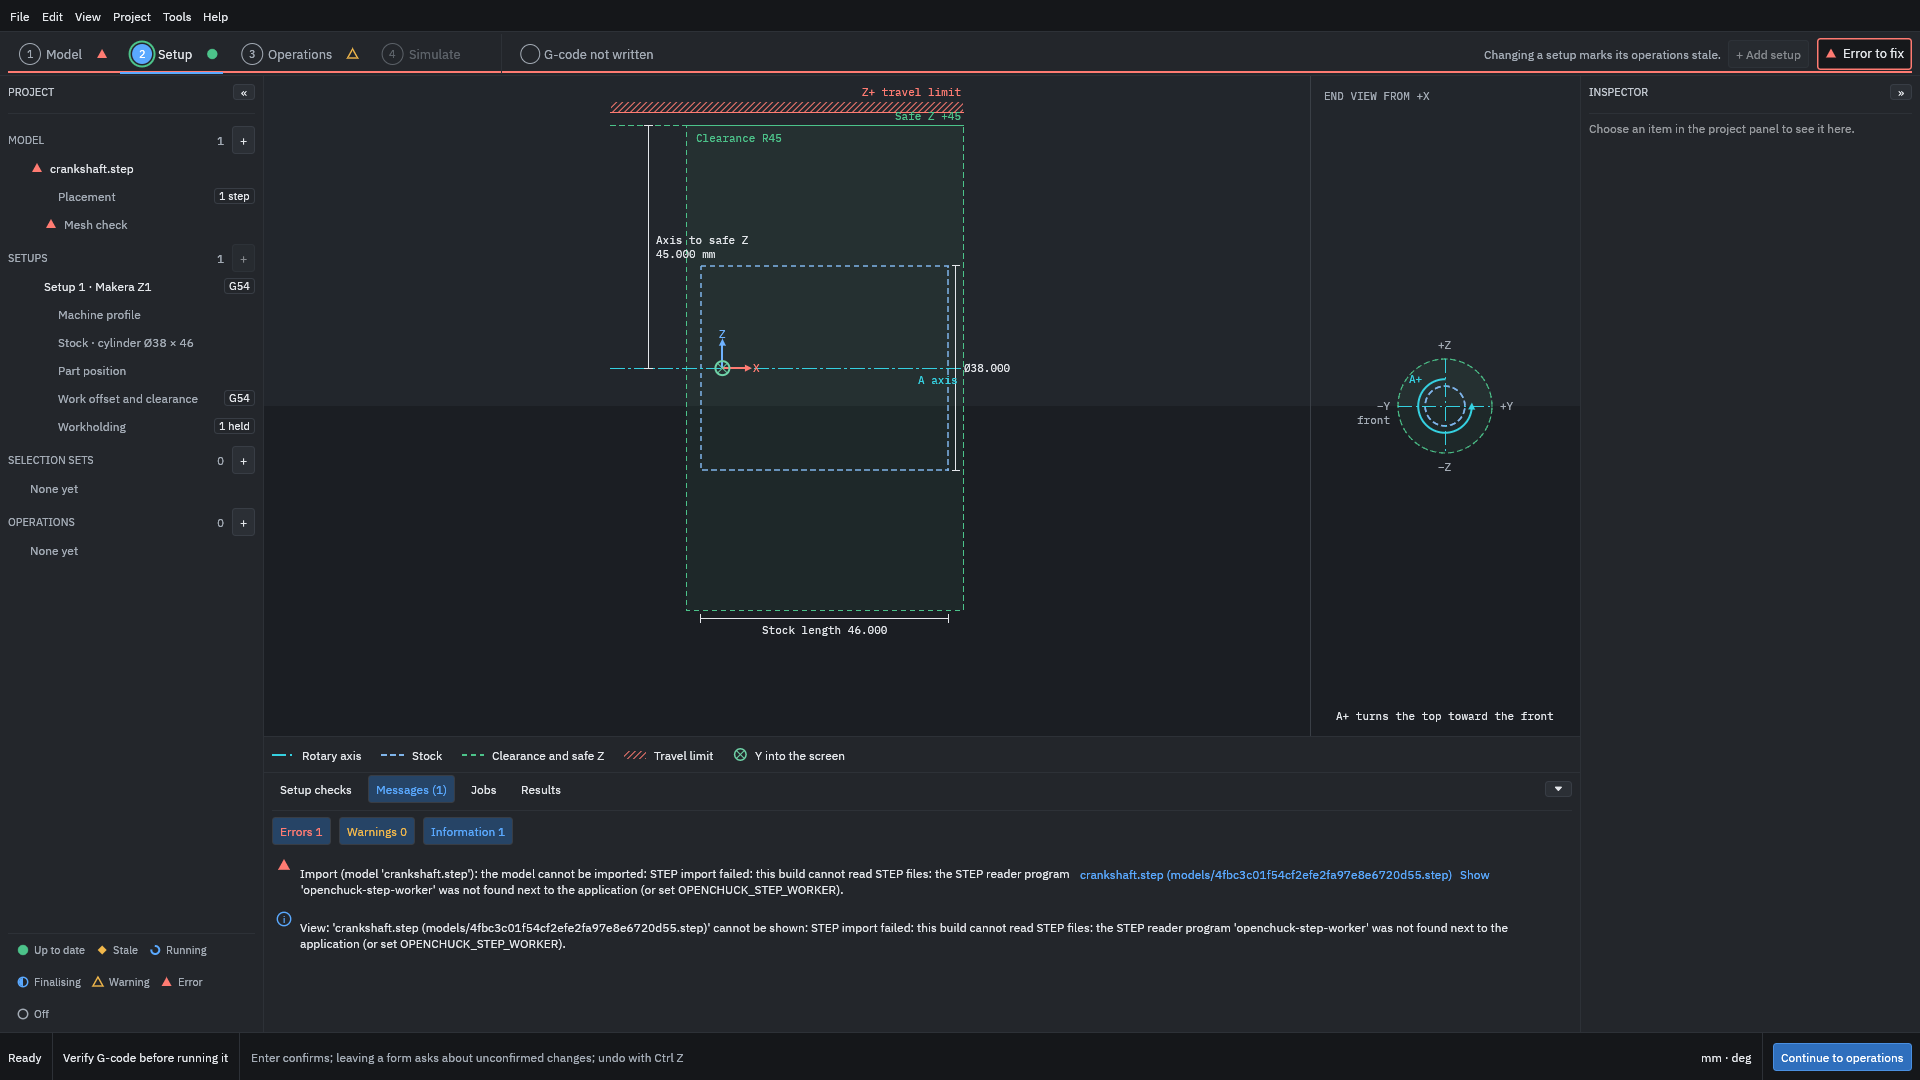 File Edit View Project Tools Help
1 Model 2 Setup 3 Operations 4 Simulate G-code not written Changing a setup marks its operations stale. + Add setup Error to fix
PROJECT «
MODEL 1 +
crankshaft.step
Placement 1 step
Mesh check
SETUPS 1 +
Setup 1 · Makera Z1 G54
Machine profile
Stock · cylinder Ø38 × 46
Part position
Work offset and clearance G54
Workholding 1 held
SELECTION SETS 0 +
None yet
OPERATIONS 0 +
None yet
Up to date Stale Running
Finalising Warning Error
Off
Z+ travel limit
Safe Z +45
Clearance R45
Axis to safe Z
45.000 mm
Z
X
Ø38.000
A axis
Stock length 46.000
END VIEW FROM +X
+Z
A+
−Y +Y
front
−Z
A+ turns the top toward the front
Rotary axis Stock Clearance and safe Z Travel limit Y into the screen
Setup checks Messages (1) Jobs Results
Errors 1 Warnings 0 Information 1
Import (model 'crankshaft.step'): the model cannot be imported: STEP import failed: this build cannot read STEP files: the STEP reader program crankshaft.step (models/4fbc3c01f54cf2efe2fa97e8e6720d55.step) Show
'openchuck-step-worker' was not found next to the application (or set OPENCHUCK_STEP_WORKER).
View: 'crankshaft.step (models/4fbc3c01f54cf2efe2fa97e8e6720d55.step)' cannot be shown: STEP import failed: this build cannot read STEP files: the STEP reader program 'openchuck-step-worker' was not found next to the
application (or set OPENCHUCK_STEP_WORKER).
INSPECTOR »
Choose an item in the project panel to see it here.
Ready Verify G-code before running it Enter confirms; leaving a form asks about unconfirmed changes; undo with Ctrl Z mm · deg Continue to operations